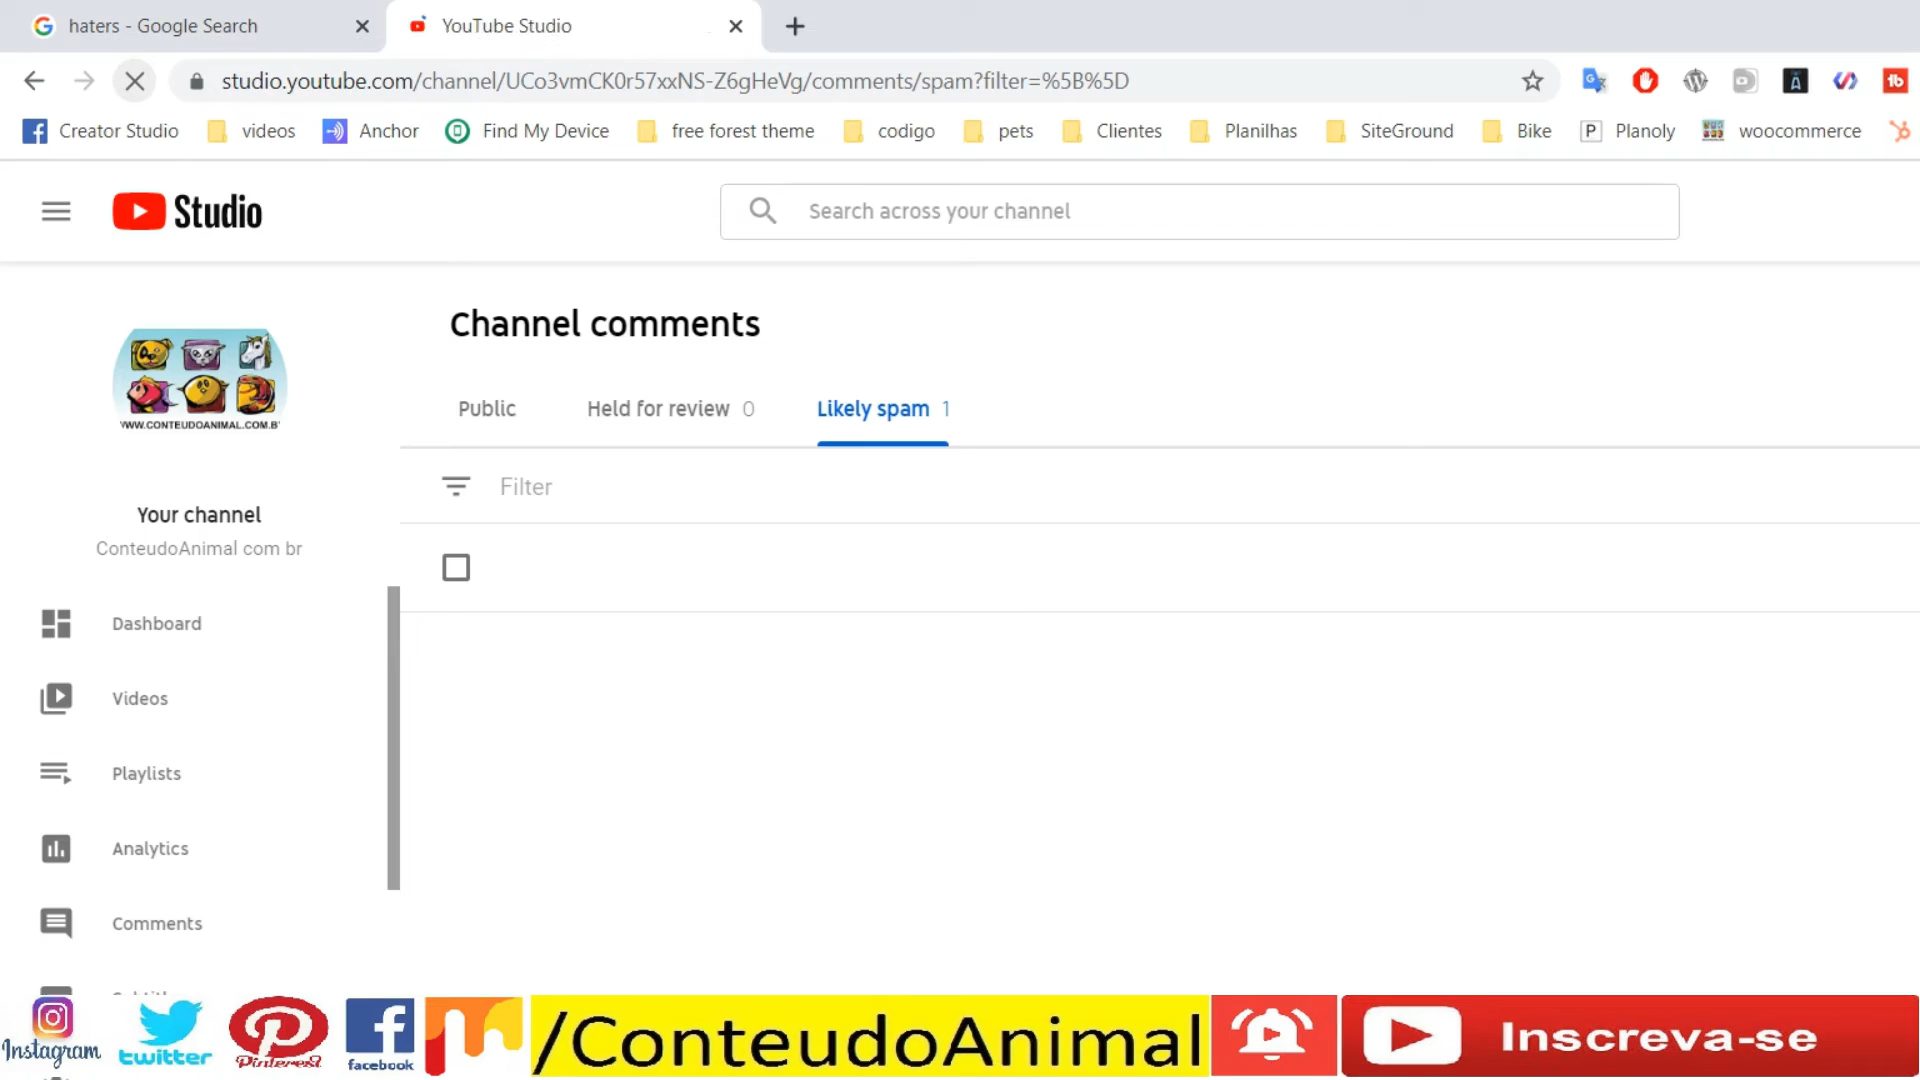 haters - Google Search
YouTube Studio
studio.youtube.com/channel/UCo3vmCK0r57xxNS-Z6gHeVg/comments/spam?filter=%5B%5D
Creator Studio videos Anchor Find My Device free forest theme codigo pets Clientes Planilhas SiteGround Bike Planoly woocommerce
Studio
Search across your channel
Channel comments
Public Held for review 0 Likely spam 1
Filter
WWW.CONTEUDOANIMAL.COM.B
Your channel
ConteudoAnimal com br
Dashboard
Videos
Playlists
Analytics
Comments
Instagram twitter Pinterest facebook /ConteudoAnimal Inscreva-se